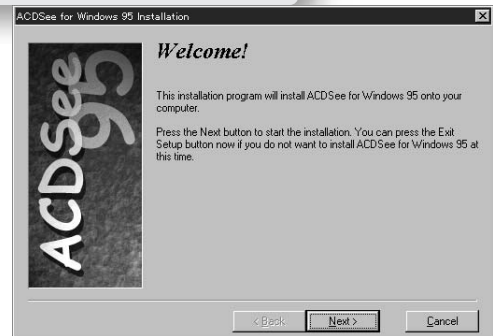 ACDSee for Windows 95 Installation
ACDSee 95
Welcome!
This installation program will install ACDSee for Windows 95 onto your
computer.
Press the Next button to start the installation. You can press the Exit
Setup button now if you do not want to install ACDSee for Windows 95 at
this time.
< Back
Next >
Cancel